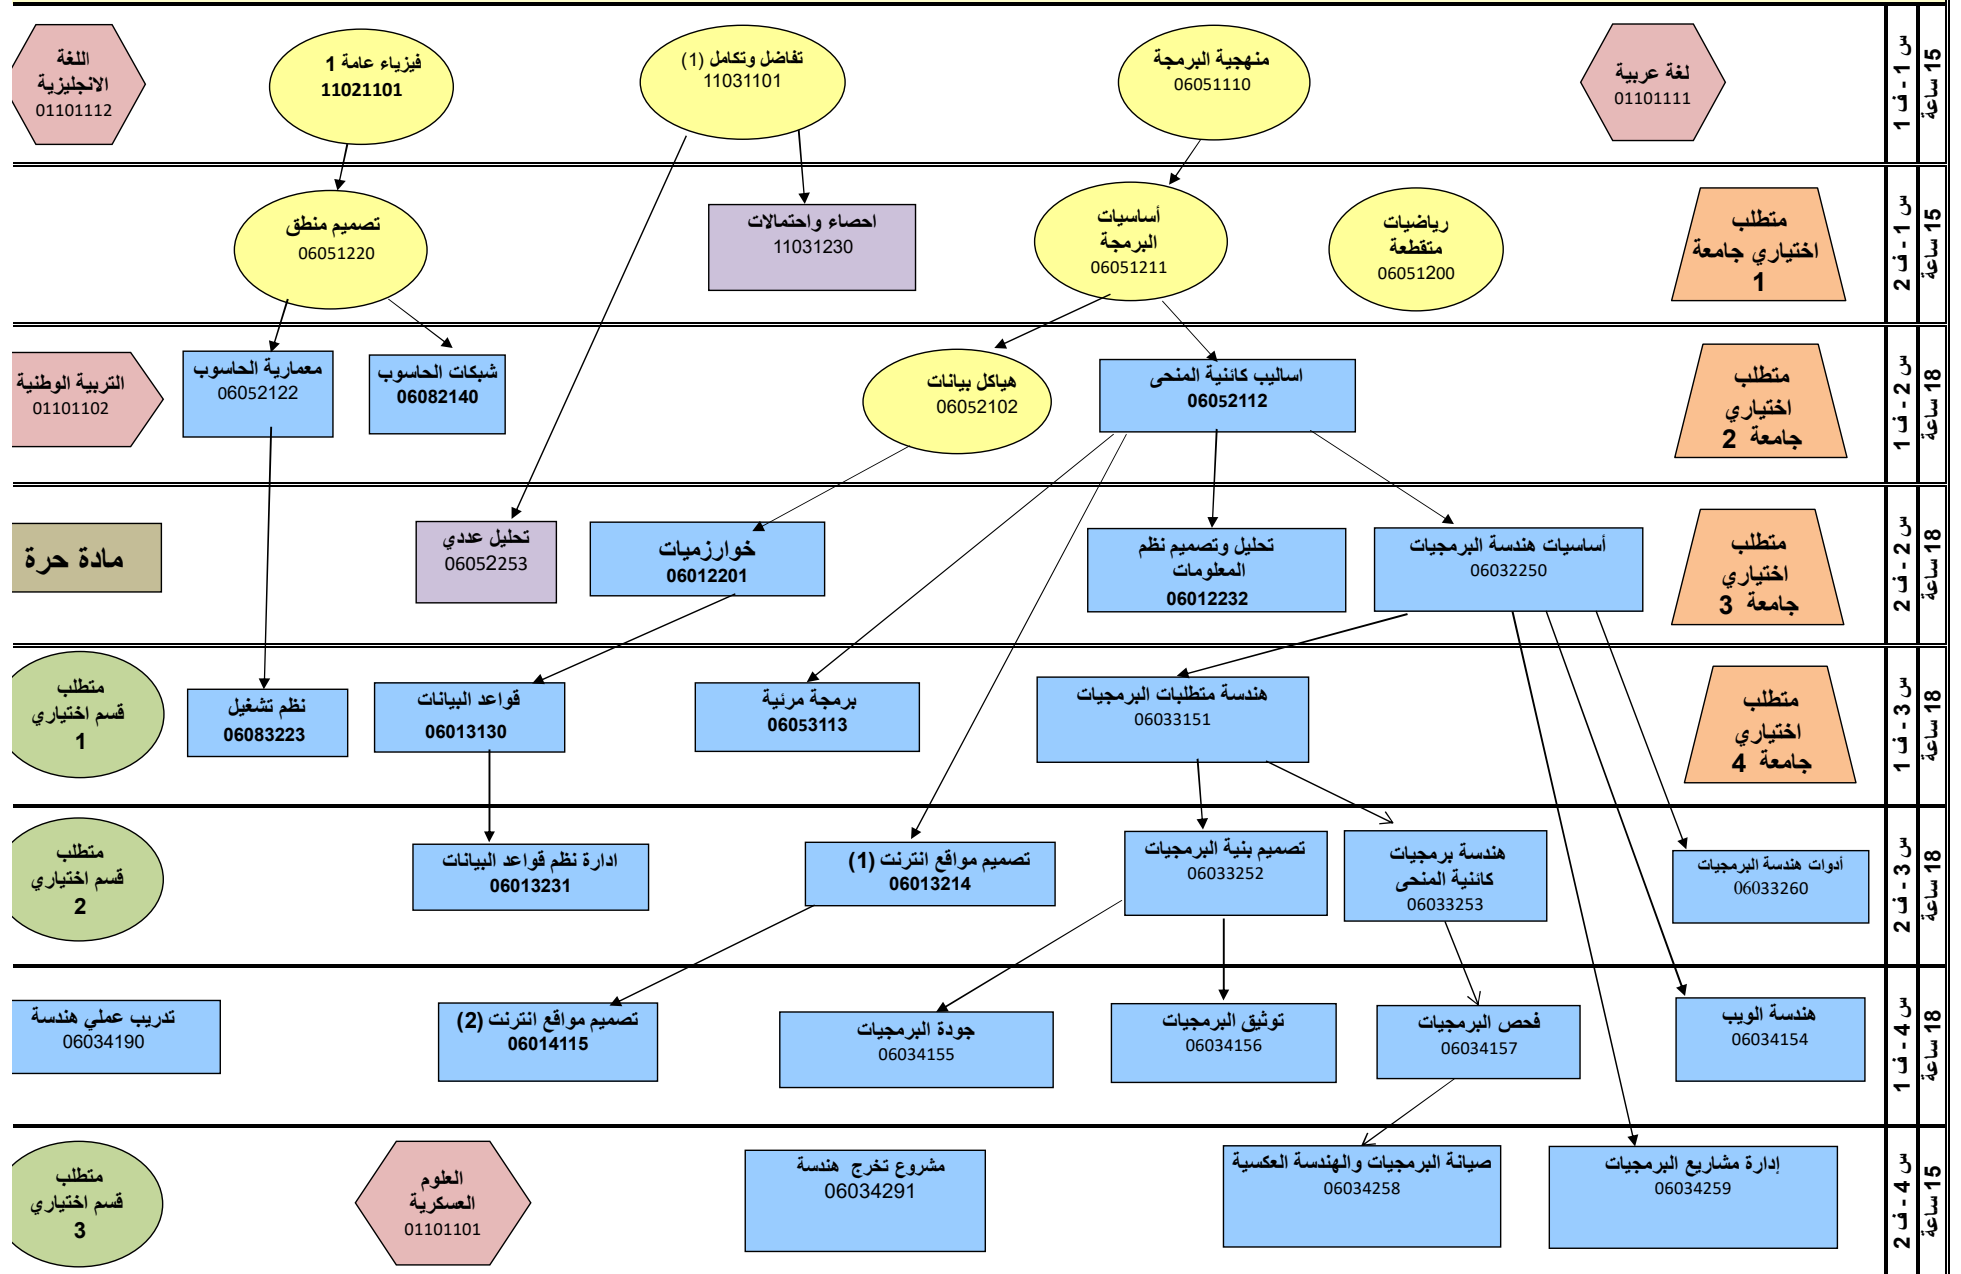 س 1 - ف 1
15 ساعة
لغة عربية
01101111
منهجية البرمجة
06051110
تفاضل وتكامل (1)
11031101
فيزياء عامة 1
11021101
اللغة
الانجليزية
01101112
س 1 - ف 2
15 ساعة
متطلب
اختياري جامعة
1
رياضيات
متقطعة
06051200
أساسيات
البرمجة
06051211
احصاء واحتمالات
11031230
تصميم منطق
06051220
س 2 - ف 1
18 ساعة
متطلب
اختياري
جامعة 2
اساليب كائنية المنحى
06052112
هياكل بيانات
06052102
شبكات الحاسوب
06082140
معمارية الحاسوب
06052122
التربية الوطنية
01101102
س 2 - ف 2
18 ساعة
متطلب
اختياري
جامعة 3
أساسيات هندسة البرمجيات
06032250
تحليل وتصميم نظم
المعلومات
06012232
خوارزميات
06012201
تحليل عددي
06052253
مادة حرة
س 3 - ف 1
18 ساعة
متطلب
اختياري
جامعة 4
هندسة متطلبات البرمجيات
06033151
برمجة مرئية
06053113
قواعد البيانات
06013130
نظم تشغيل
06083223
متطلب
قسم اختياري
1
س 3 - ف 2
18 ساعة
أدوات هندسة البرمجيات
06033260
هندسة برمجيات
كائنية المنحى
06033253
تصميم بنية البرمجيات
06033252
تصميم مواقع انترنت (1)
06013214
ادارة نظم قواعد البيانات
06013231
متطلب
قسم اختياري
2
س 4 - ف 1
18 ساعة
هندسة الويب
06034154
فحص البرمجيات
06034157
توثيق البرمجيات
06034156
جودة البرمجيات
06034155
تصميم مواقع انترنت (2)
06014115
تدريب عملي هندسة
06034190
س 4 - ف 2
15 ساعة
إدارة مشاريع البرمجيات
06034259
صيانة البرمجيات والهندسة العكسية
06034258
مشروع تخرج هندسة
06034291
العلوم
العسكرية
01101101
متطلب
قسم اختياري
3